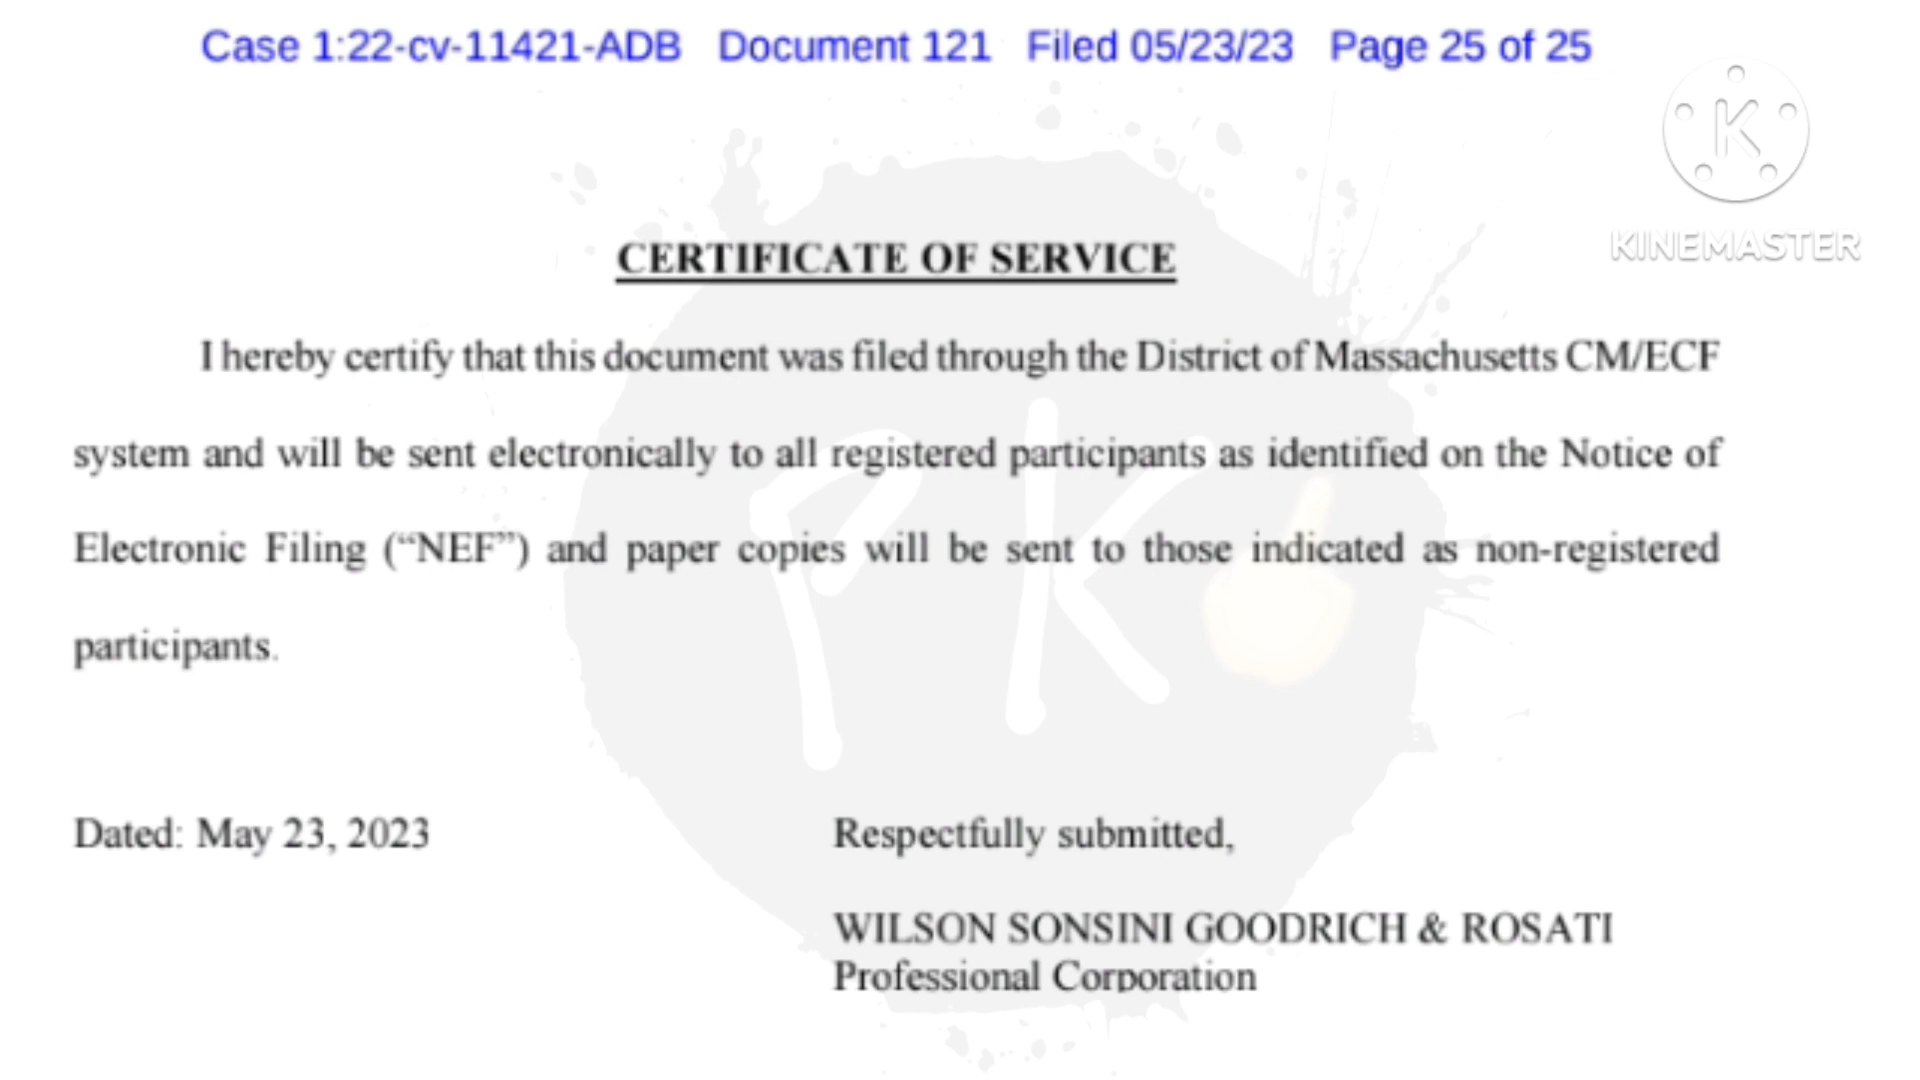 Case 1:22-cv-11421-ADB Document 121 Filed 05/23/23 Page 25 of 25
K
KINEMASTER
CERTIFICATE OF SERVICE
I hereby certify that this document was filed through the District of Massachusetts CM/ECF
system and will be sent electronically to all registered participants as identified on the Notice of
Electronic Filing (“NEF”) and paper copies will be sent to those indicated as non-registered
participants.
PK
Dated: May 23, 2023
Respectfully submitted,
WILSON SONSINI GOODRICH & ROSATI
Professional Corporation